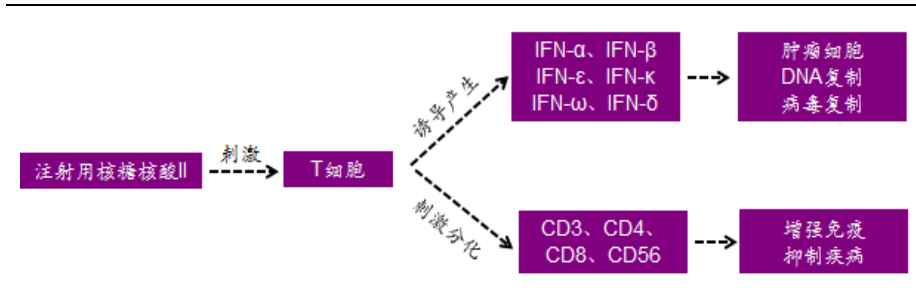 注射用核糖核酸II
刺激
T细胞
诱导产生
IFN-α、IFN-β
IFN-ε、IFN-κ
IFN-ω、IFN-δ
肿瘤细胞
DNA复制
病毒复制
刺激分化
CD3、CD4、
CD8、CD56
增强免疫
抑制疾病